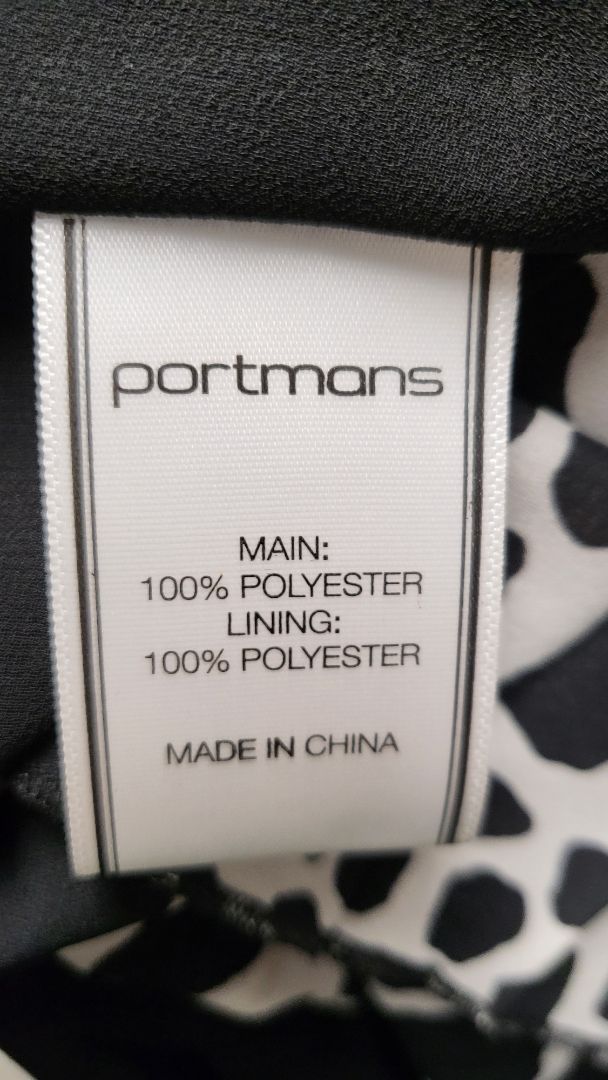 portmans
MAIN:
100% POLYESTER
LINING:
100% POLYESTER
MADE IN CHINA